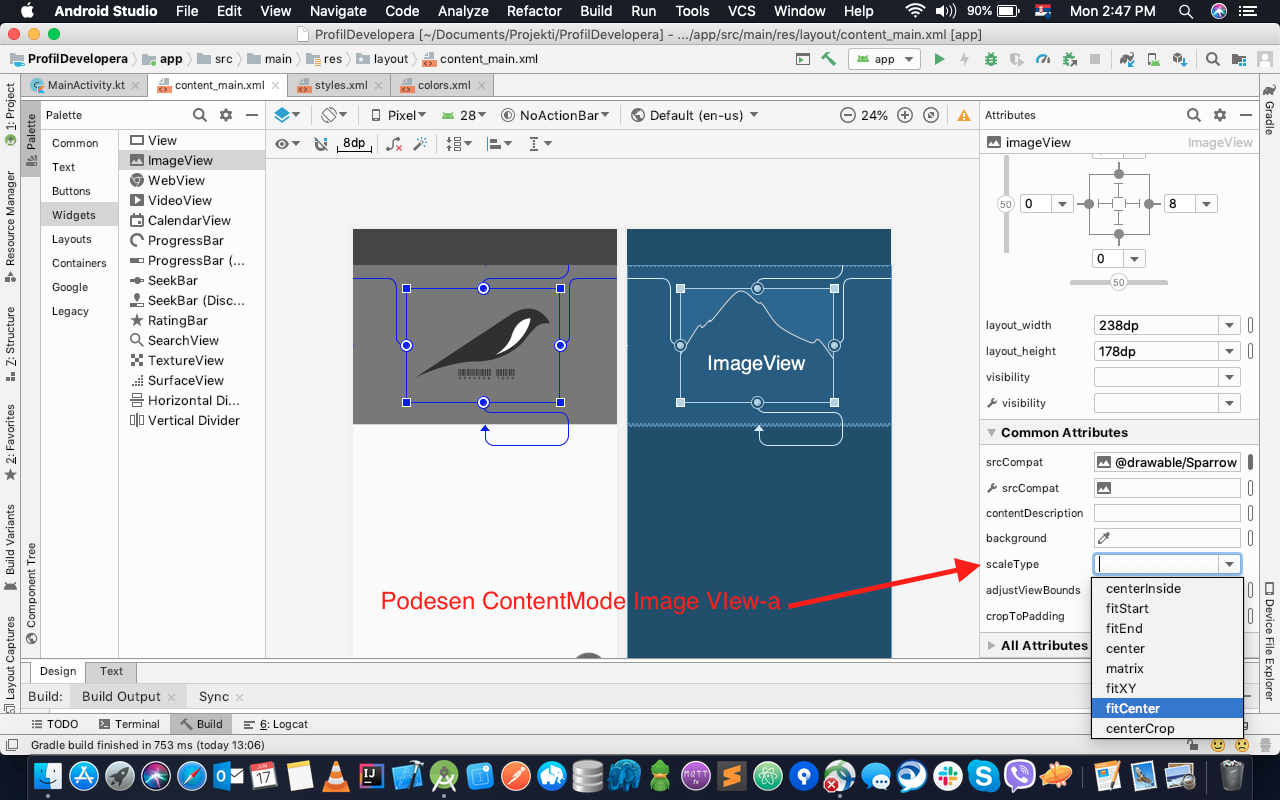 Android Studio File Edit View Navigate Code Analyze Refactor Build Run Tools VCS Window Help 90% Mon 2:47 PM
ProfilDevelopera [~/Documents/Projekti/ProfilDevelopera] - .../app/src/main/res/layout/content_main.xml [app]
ProfilDevelopera app src main res layout content_main.xml app
MainActivity.kt content_main.xml styles.xml colors.xml
1: Project
Resource Manager
Z: Structure
2: Favorites
Build Variants
Layout Captures
Palette
Component Tree
Gradle
Device File Explorer
Palette
Common
Text
Buttons
Widgets
Layouts
Containers
Google
Legacy
View
ImageView
WebView
VideoView
CalendarView
ProgressBar
ProgressBar (...
SeekBar
SeekBar (Disc...
RatingBar
SearchView
TextureView
SurfaceView
Horizontal Di...
Vertical Divider
Pixel 28 NoActionBar Default (en-us) 24%
8dp
ImageView
Podesen ContentMode Image VIew-a
Attributes
imageView ImageView
50 0 8
0
50
layout_width 238dp
layout_height 178dp
visibility
visibility
Common Attributes
srcCompat @drawable/Sparrow
srcCompat
contentDescription
background
scaleType
adjustViewBounds
cropToPadding
All Attributes
centerInside
fitStart
fitEnd
center
matrix
fitXY
fitCenter
centerCrop
Design Text
Build: Build Output Sync
TODO Terminal Build 6: Logcat
Gradle build finished in 753 ms (today 13:06)
JUN
17
IJ
MATT
fx